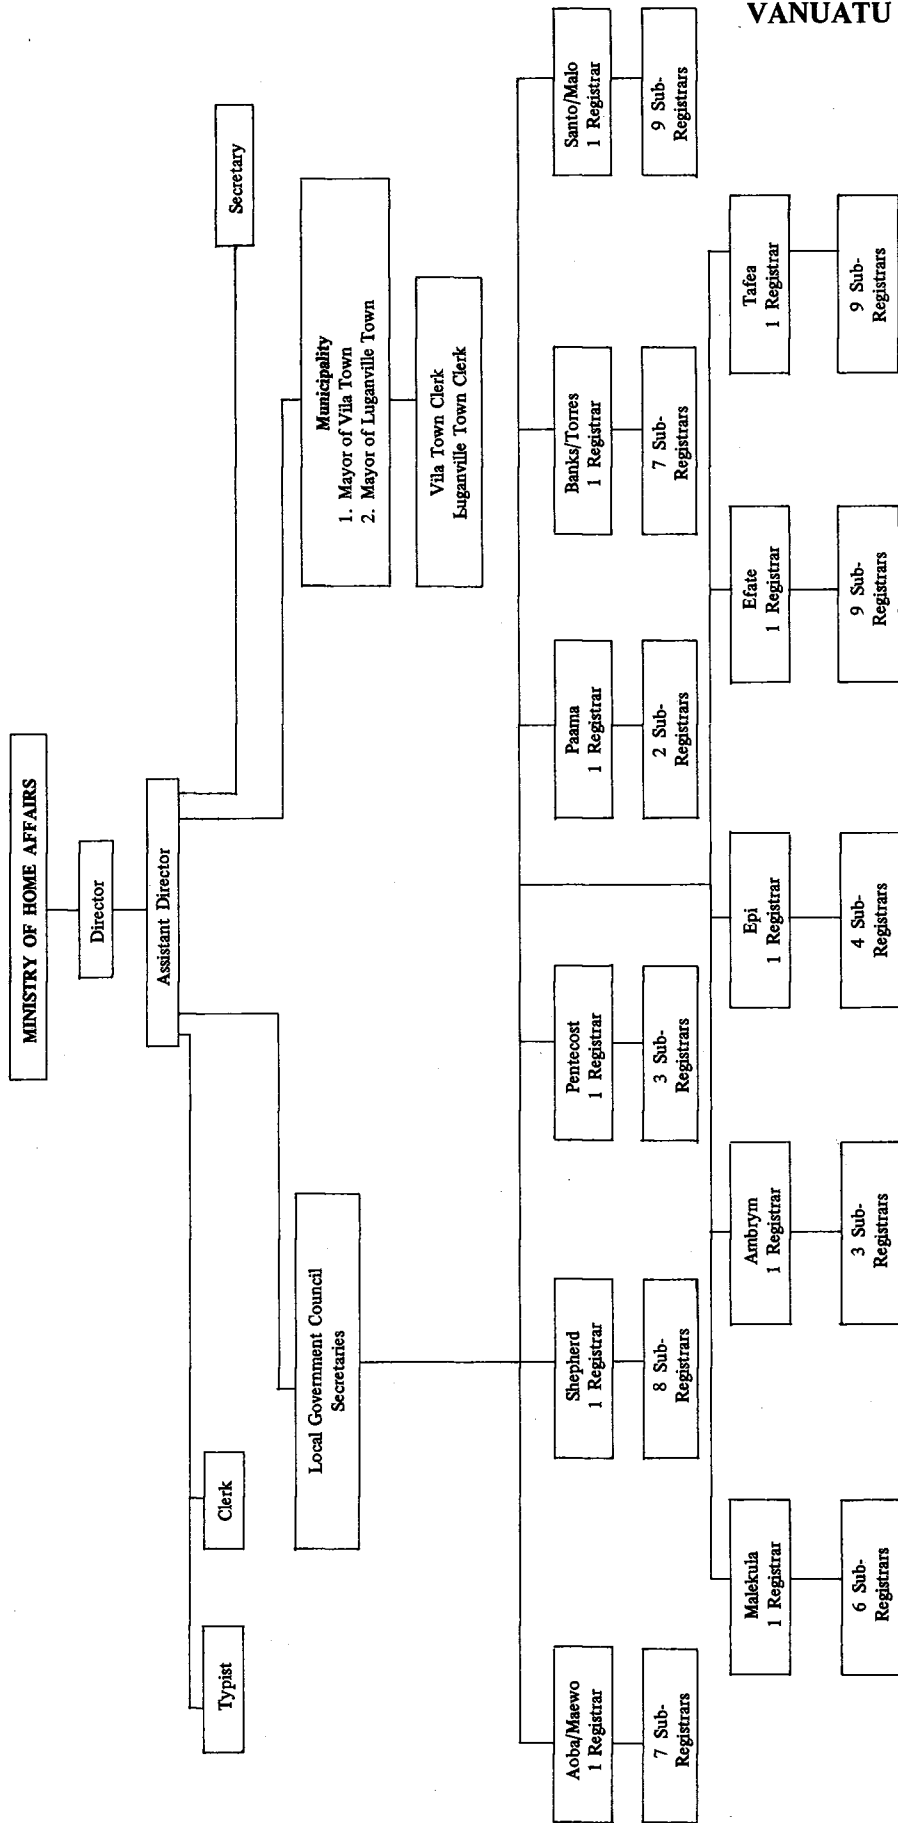 VANUATU
MINISTRY OF HOME AFFAIRS
Director
Assistant Director
Typist
Clerk
Secretary
Local Government Council
Secretaries
Municipality
1. Mayor of Vila Town
2. Mayor of Luganville Town
Vila Town Clerk
Luganville Town Clerk
Aoba/Maewo
1 Registrar
7 Sub-
Registrars
Shepherd
1 Registrar
8 Sub-
Registrars
Pentecost
1 Registrar
3 Sub-
Registrars
Paama
1 Registrar
2 Sub-
Registrars
Banks/Torres
1 Registrar
7 Sub-
Registrars
Santo/Malo
1 Registrar
9 Sub-
Registrars
Malekula
1 Registrar
6 Sub-
Registrars
Ambrym
1 Registrar
3 Sub-
Registrars
Epi
1 Registrar
4 Sub-
Registrars
Efate
1 Registrar
9 Sub-
Registrars
Tafea
1 Registrar
9 Sub-
Registrars